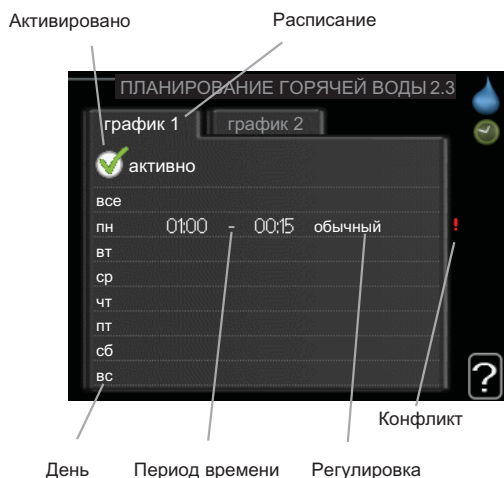 Активировано Расписание
ПЛАНИРОВАНИЕ ГОРЯЧЕЙ ВОДЫ 2.3
график 1 график 2
активно
все
пн 01:00 - 00:15 обычный !
вт
ср
чт
пт
сб
вс
?
Конфликт
День Период времени Регулировка